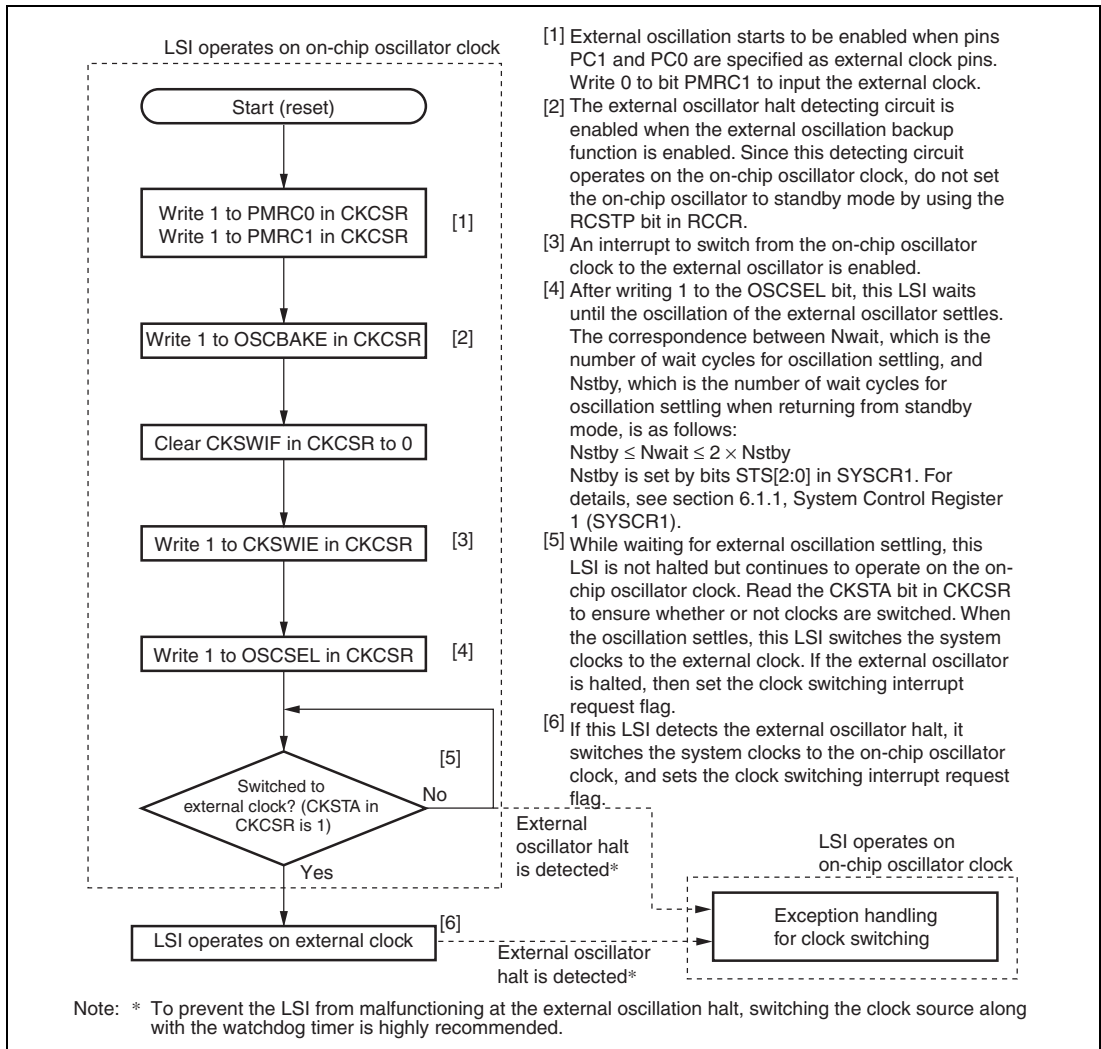 LSI operates on on-chip oscillator clock
Start (reset)
Write 1 to PMRC0 in CKCSR
Write 1 to PMRC1 in CKCSR
[1]
Write 1 to OSCBAKE in CKCSR
[2]
Clear CKSWIF in CKCSR to 0
Write 1 to CKSWIE in CKCSR
[3]
Write 1 to OSCSEL in CKCSR
[4]
[5]
Switched to
external clock? (CKSTA in
CKCSR is 1)
No
Yes
LSI operates on external clock
[6]
[1] External oscillation starts to be enabled when pins
PC1 and PC0 are specified as external clock pins.
Write 0 to bit PMRC1 to input the external clock.
[2] The external oscillator halt detecting circuit is
enabled when the external oscillation backup
function is enabled. Since this detecting circuit
operates on the on-chip oscillator clock, do not set
the on-chip oscillator to standby mode by using the
RCSTP bit in RCCR.
[3] An interrupt to switch from the on-chip oscillator
clock to the external oscillator is enabled.
[4] After writing 1 to the OSCSEL bit, this LSI waits
until the oscillation of the external oscillator settles.
The correspondence between Nwait, which is the
number of wait cycles for oscillation settling, and
Nstby, which is the number of wait cycles for
oscillation settling when returning from standby
mode, is as follows:
Nstby ≤ Nwait ≤ 2 × Nstby
Nstby is set by bits STS[2:0] in SYSCR1. For
details, see section 6.1.1, System Control Register
1 (SYSCR1).
[5] While waiting for external oscillation settling, this
LSI is not halted but continues to operate on the on-
chip oscillator clock. Read the CKSTA bit in CKCSR
to ensure whether or not clocks are switched. When
the oscillation settles, this LSI switches the system
clocks to the external clock. If the external oscillator
is halted, then set the clock switching interrupt
request flag.
[6] If this LSI detects the external oscillator halt, it
switches the system clocks to the on-chip oscillator
clock, and sets the clock switching interrupt request
flag.
External
oscillator halt
is detected*
LSI operates on
on-chip oscillator clock
Exception handling
for clock switching
External oscillator
halt is detected*
Note: * To prevent the LSI from malfunctioning at the external oscillation halt, switching the clock source along
with the watchdog timer is highly recommended.